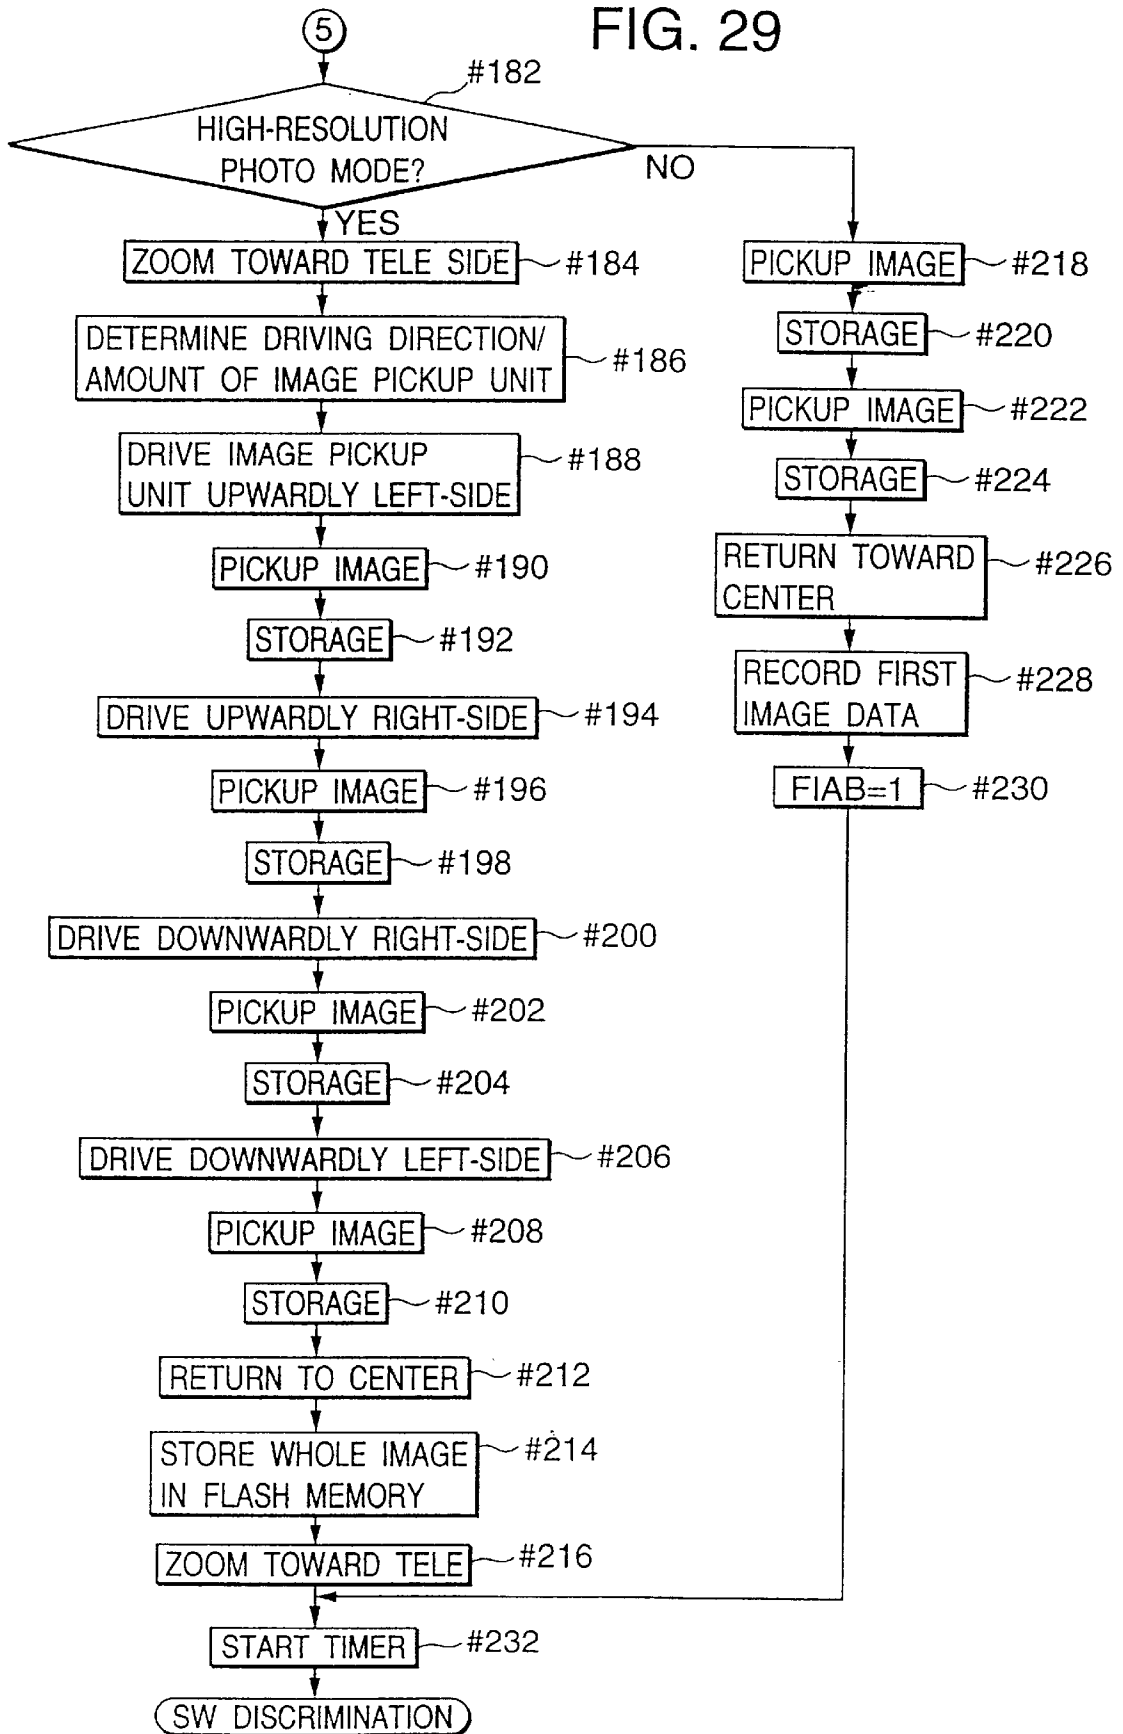 FIG. 29
5
#182
HIGH-RESOLUTION
PHOTO MODE?
NO
YES
ZOOM TOWARD TELE SIDE
#184
DETERMINE DRIVING DIRECTION/
AMOUNT OF IMAGE PICKUP UNIT
#186
DRIVE IMAGE PICKUP
UNIT UPWARDLY LEFT-SIDE
#188
PICKUP IMAGE
#190
STORAGE
#192
DRIVE UPWARDLY RIGHT-SIDE
#194
PICKUP IMAGE
#196
STORAGE
#198
DRIVE DOWNWARDLY RIGHT-SIDE
#200
PICKUP IMAGE
#202
STORAGE
#204
DRIVE DOWNWARDLY LEFT-SIDE
#206
PICKUP IMAGE
#208
STORAGE
#210
RETURN TO CENTER
#212
STORE WHOLE IMAGE
IN FLASH MEMORY
#214
ZOOM TOWARD TELE
#216
PICKUP IMAGE
#218
STORAGE
#220
PICKUP IMAGE
#222
STORAGE
#224
RETURN TOWARD
CENTER
#226
RECORD FIRST
IMAGE DATA
#228
FIAB=1
#230
START TIMER
#232
SW DISCRIMINATION